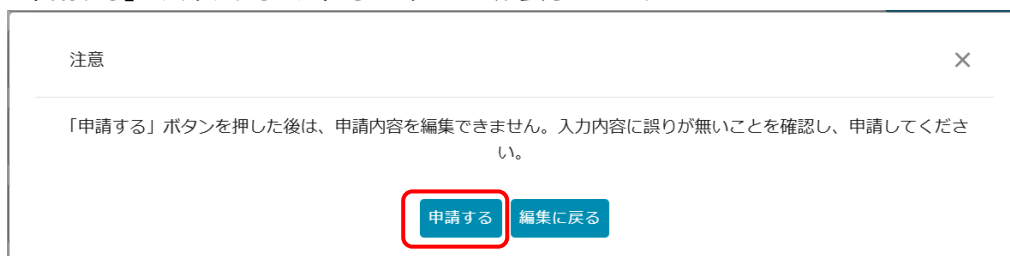 注意
「申請する」ボタンを押した後は、申請内容を編集できません。入力内容に誤りが無いことを確認し、申請してくださ
い。
申請する 編集に戻る